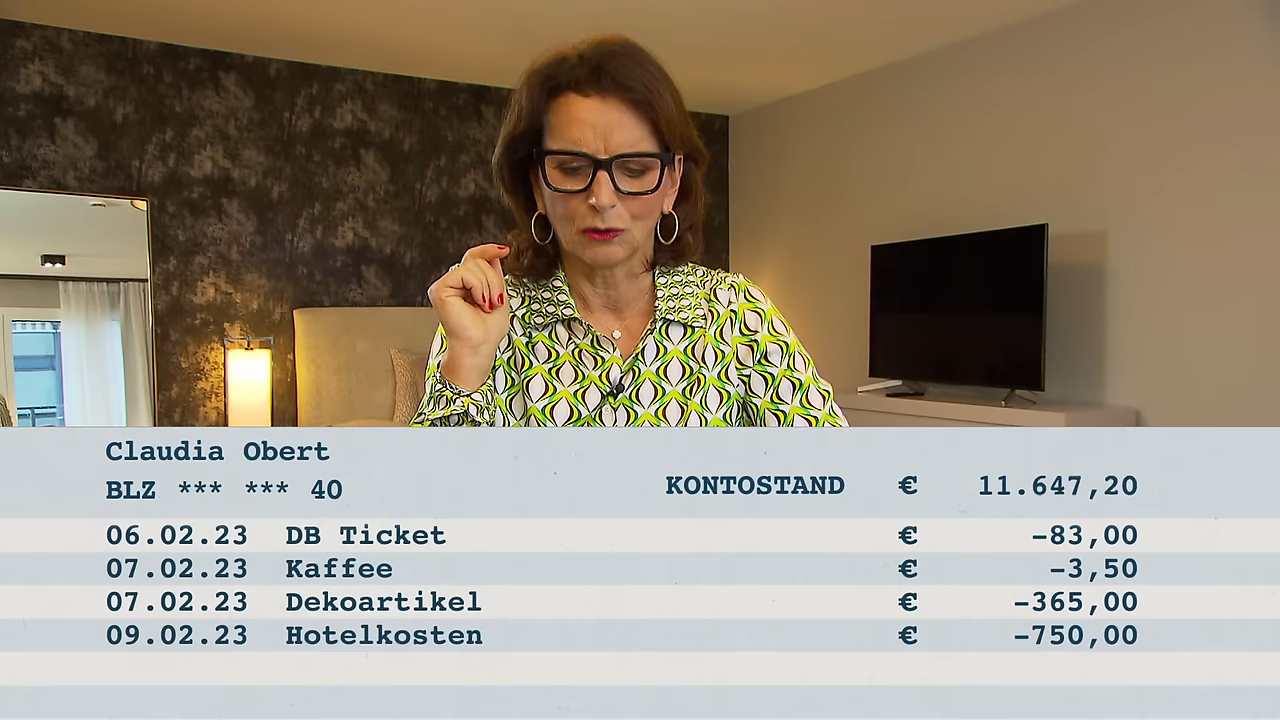 Claudia Obert
BLZ *** *** 40 KONTOSTAND € 11.647,20
06.02.23 DB Ticket € -83,00
07.02.23 Kaffee € -3,50
07.02.23 Dekoartikel € -365,00
09.02.23 Hotelkosten € -750,00